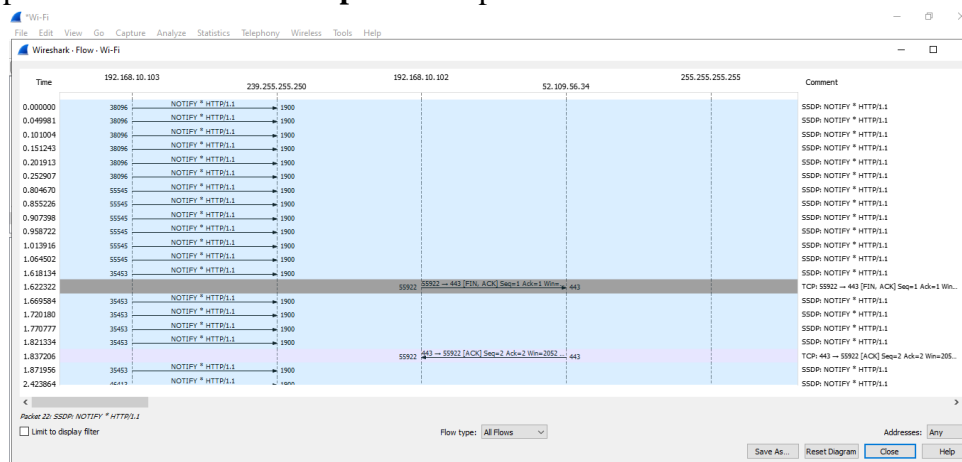 *Wi-Fi
File Edit View Go Capture Analyze Statistics Telephony Wireless Tools Help
Wireshark · Flow · Wi-Fi
Time 192.168.10.103 239.255.255.250 192.168.10.102 52.109.56.34 255.255.255.255 Comment
0.000000 38096 NOTIFY * HTTP/1.1 1900 SSDP: NOTIFY * HTTP/1.1
0.049981 38096 NOTIFY * HTTP/1.1 1900 SSDP: NOTIFY * HTTP/1.1
0.101004 38096 NOTIFY * HTTP/1.1 1900 SSDP: NOTIFY * HTTP/1.1
0.151243 38096 NOTIFY * HTTP/1.1 1900 SSDP: NOTIFY * HTTP/1.1
0.201913 38096 NOTIFY * HTTP/1.1 1900 SSDP: NOTIFY * HTTP/1.1
0.252907 38096 NOTIFY * HTTP/1.1 1900 SSDP: NOTIFY * HTTP/1.1
0.804670 55545 NOTIFY * HTTP/1.1 1900 SSDP: NOTIFY * HTTP/1.1
0.855226 55545 NOTIFY * HTTP/1.1 1900 SSDP: NOTIFY * HTTP/1.1
0.907398 55545 NOTIFY * HTTP/1.1 1900 SSDP: NOTIFY * HTTP/1.1
0.958722 55545 NOTIFY * HTTP/1.1 1900 SSDP: NOTIFY * HTTP/1.1
1.013916 55545 NOTIFY * HTTP/1.1 1900 SSDP: NOTIFY * HTTP/1.1
1.064502 55545 NOTIFY * HTTP/1.1 1900 SSDP: NOTIFY * HTTP/1.1
1.618134 35453 NOTIFY * HTTP/1.1 1900 SSDP: NOTIFY * HTTP/1.1
1.622322 55922 55922 → 443 [FIN, ACK] Seq=1 Ack=1 Win=... 443 TCP: 55922 → 443 [FIN, ACK] Seq=1 Ack=1 Win...
1.669584 35453 NOTIFY * HTTP/1.1 1900 SSDP: NOTIFY * HTTP/1.1
1.720180 35453 NOTIFY * HTTP/1.1 1900 SSDP: NOTIFY * HTTP/1.1
1.770777 35453 NOTIFY * HTTP/1.1 1900 SSDP: NOTIFY * HTTP/1.1
1.821334 35453 NOTIFY * HTTP/1.1 1900 SSDP: NOTIFY * HTTP/1.1
1.837206 55922 443 → 55922 [ACK] Seq=2 Ack=2 Win=2052 ... 443 TCP: 443 → 55922 [ACK] Seq=2 Ack=2 Win=205...
1.871956 35453 NOTIFY * HTTP/1.1 1900 SSDP: NOTIFY * HTTP/1.1
2.423864 NOTIFY * HTTP/1.1 1900 SSDP: NOTIFY * HTTP/1.1
Packet 22: SSDP: NOTIFY * HTTP/1.1
Limit to display filter Flow type: All Flows Addresses: Any
Save As... Reset Diagram Close Help